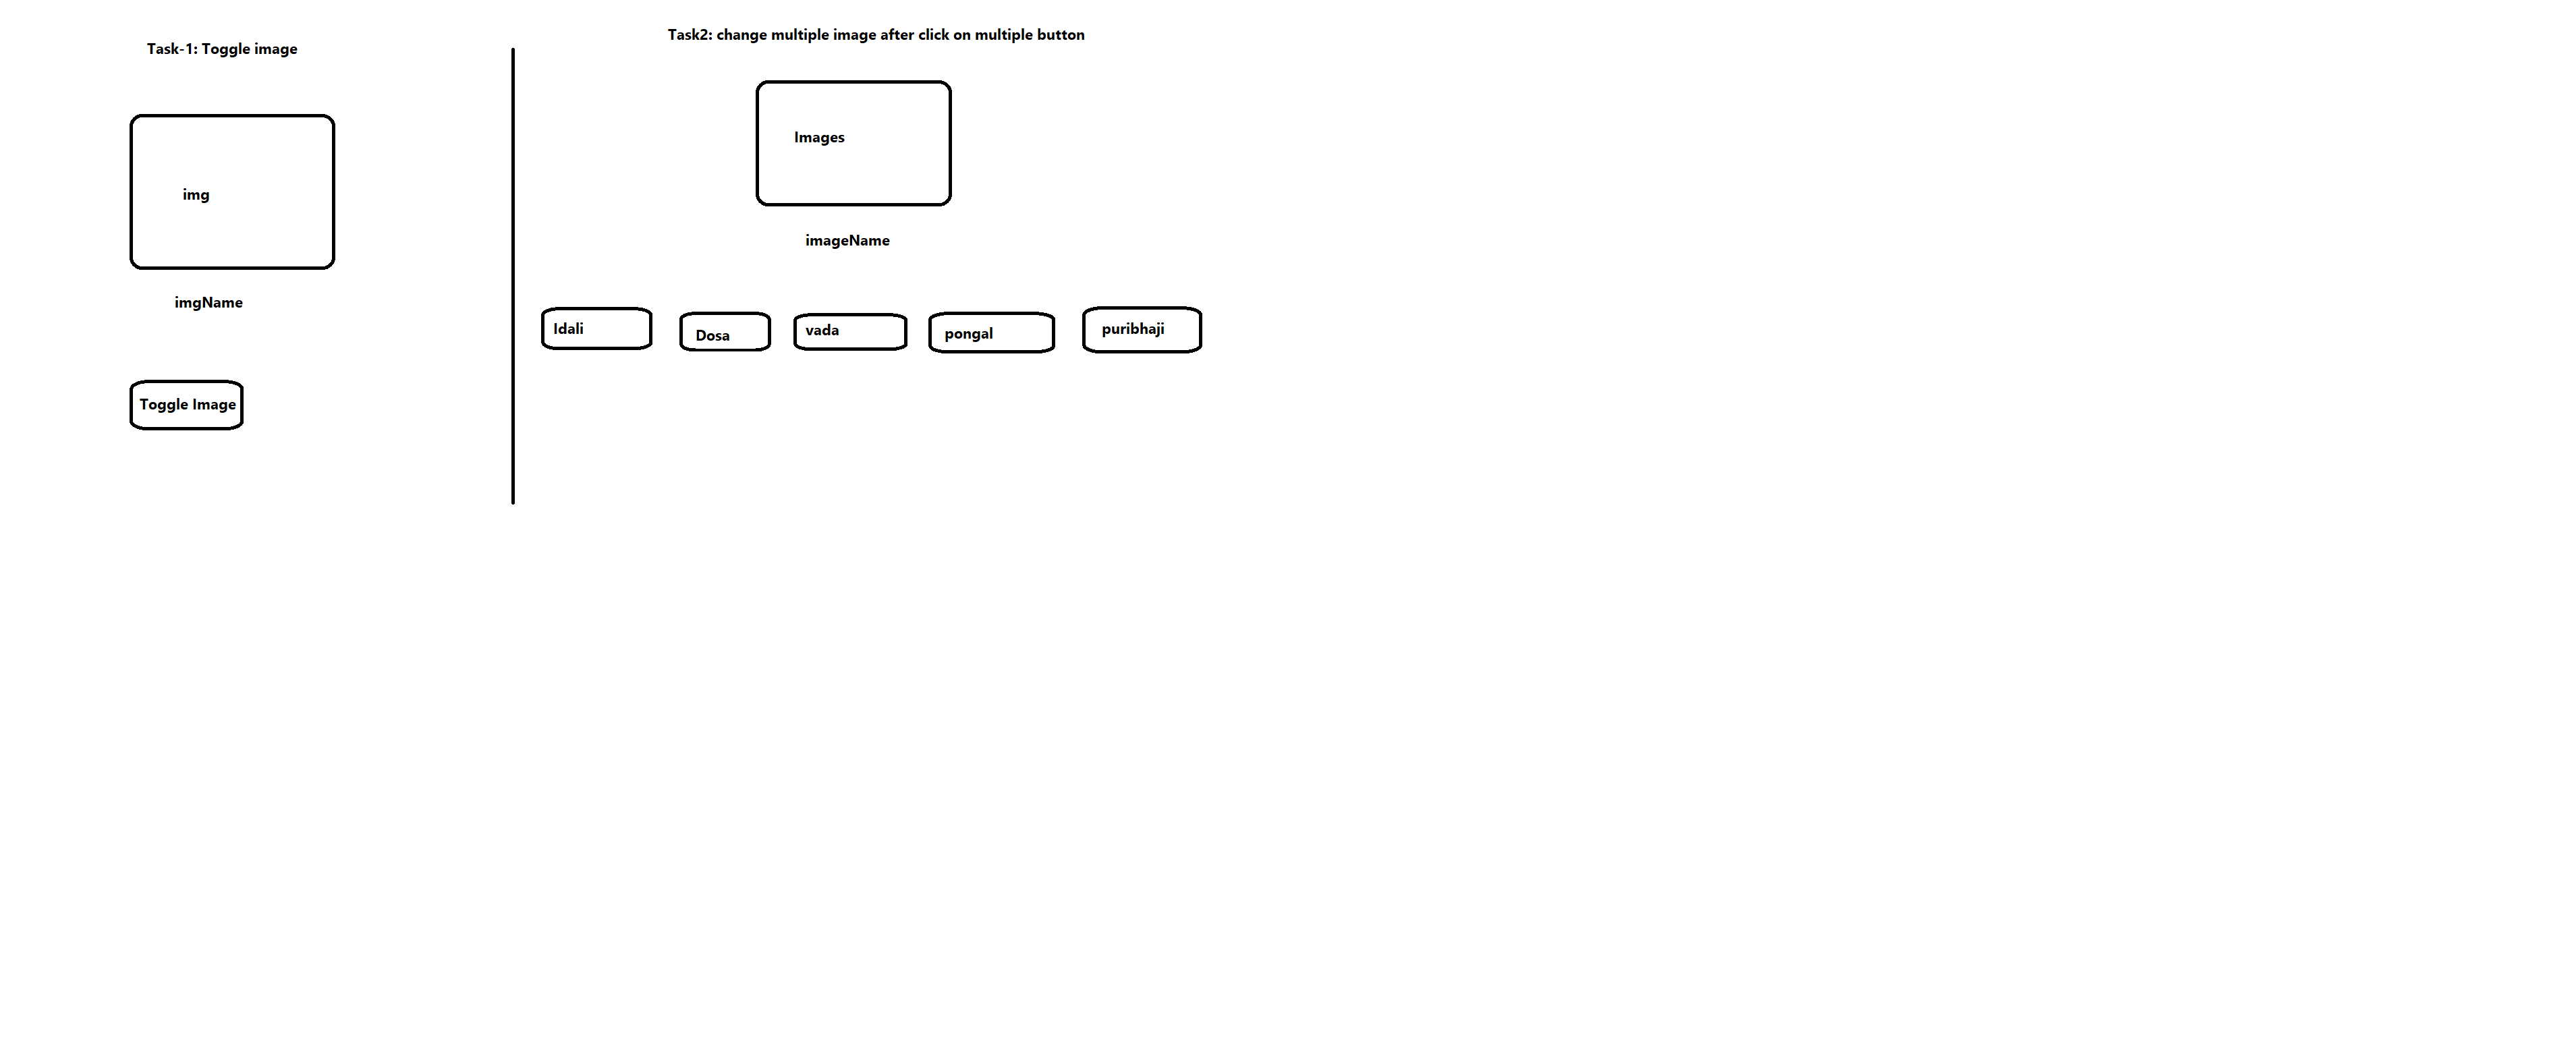 Task-1: Toggle image
img
imgName
Toggle Image
Task2: change multiple image after click on multiple button
Images
imageName
Idali
Dosa
vada
pongal
puribhaji